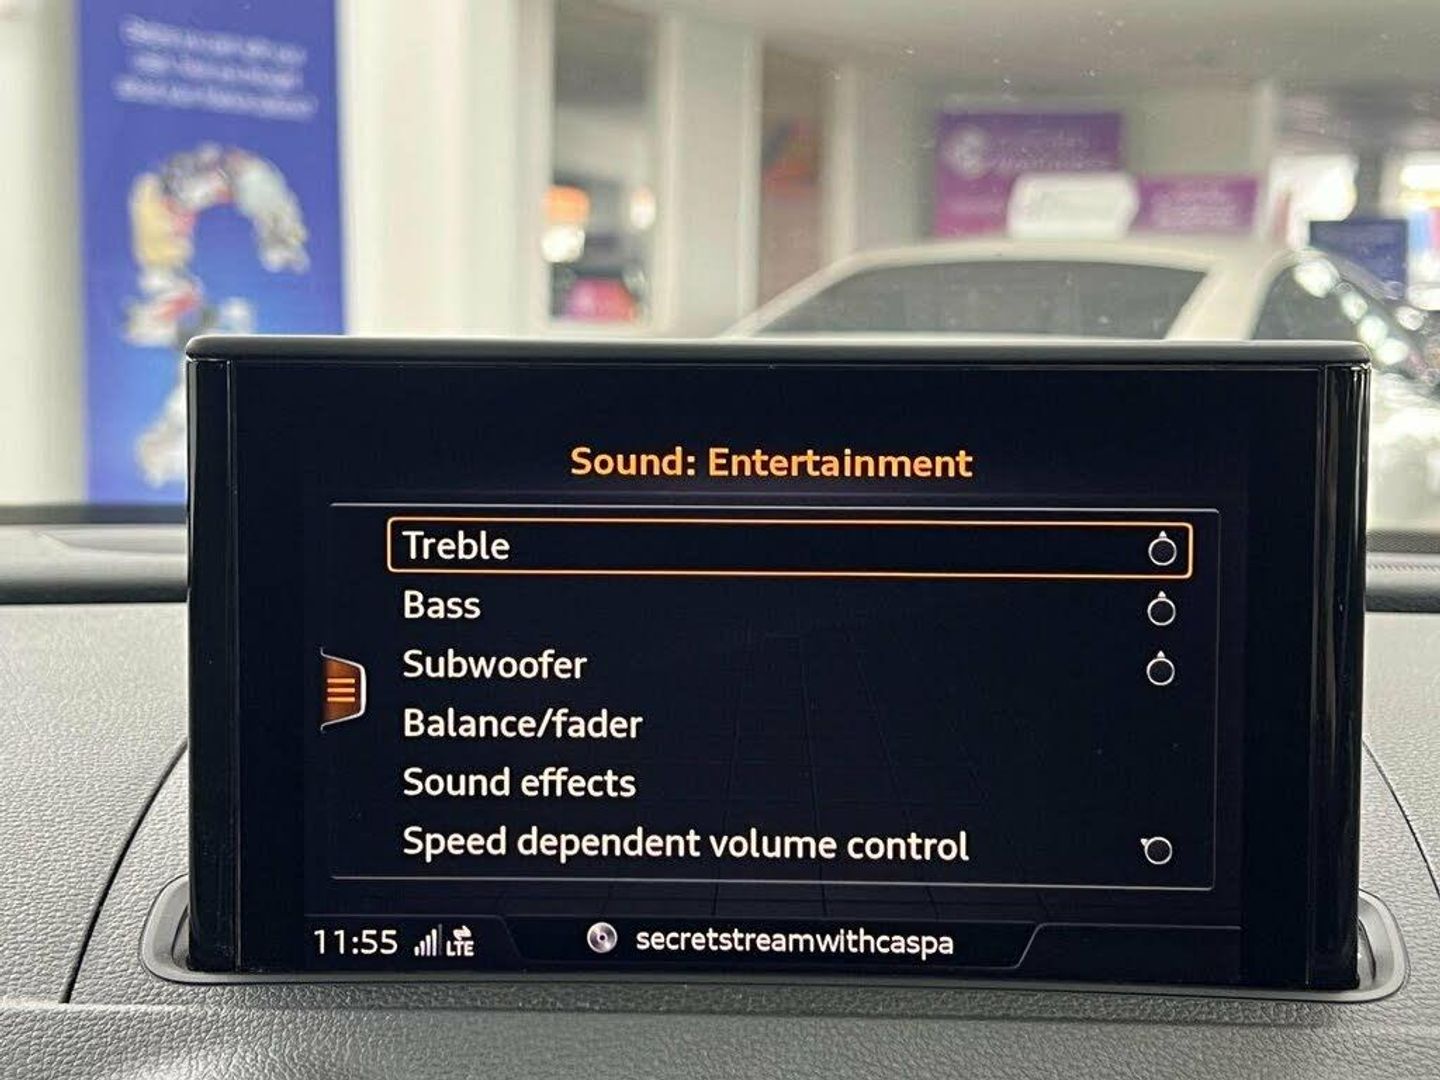 Sound: Entertainment
Treble
Bass
Subwoofer
Balance/fader
Sound effects
Speed dependent volume control
11:55 LTE secretstreamwithcaspa